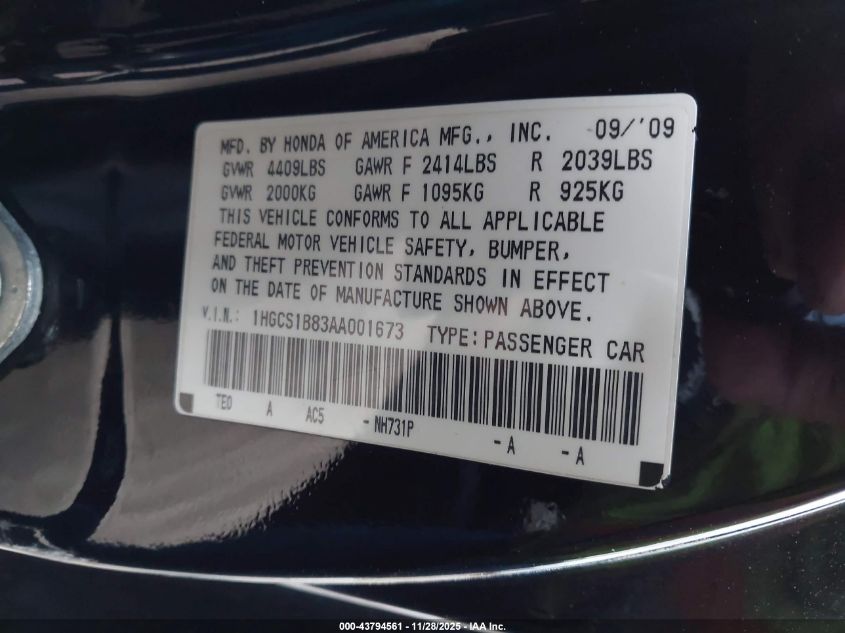 MFD. BY HONDA OF AMERICA MFG., INC. 09/'09
GVWR 4409LBS GAWR F 2414LBS R 2039LBS
GVWR 2000KG GAWR F 1095KG R 925KG
THIS VEHICLE CONFORMS TO ALL APPLICABLE
FEDERAL MOTOR VEHICLE SAFETY, BUMPER,
AND THEFT PREVENTION STANDARDS IN EFFECT
ON THE DATE OF MANUFACTURE SHOWN ABOVE.
V.I.N.: 1HGCS1B83AA001673 TYPE: PASSENGER CAR
TE0 A AC5 -NH731P -A -A
000-43794561 - 11/28/2025 - IAA Inc.